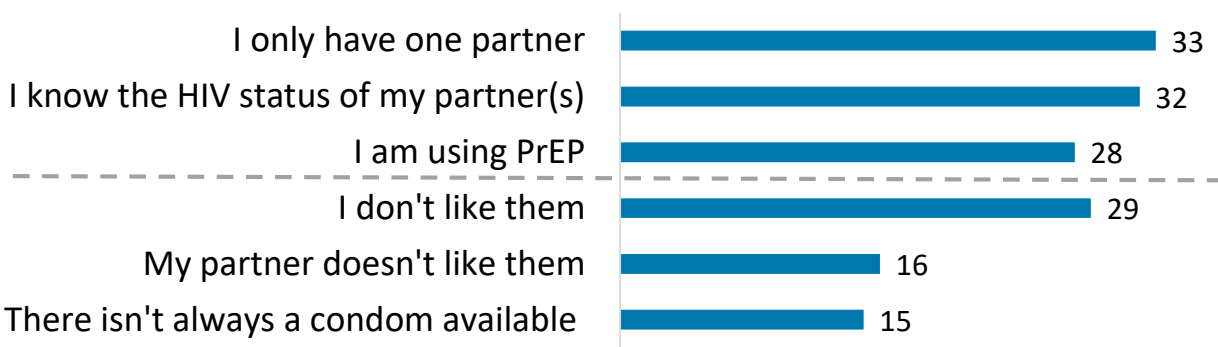 I only have one partner 33
I know the HIV status of my partner(s) 32
I am using PrEP 28
I don't like them 29
My partner doesn't like them 16
There isn't always a condom available 15